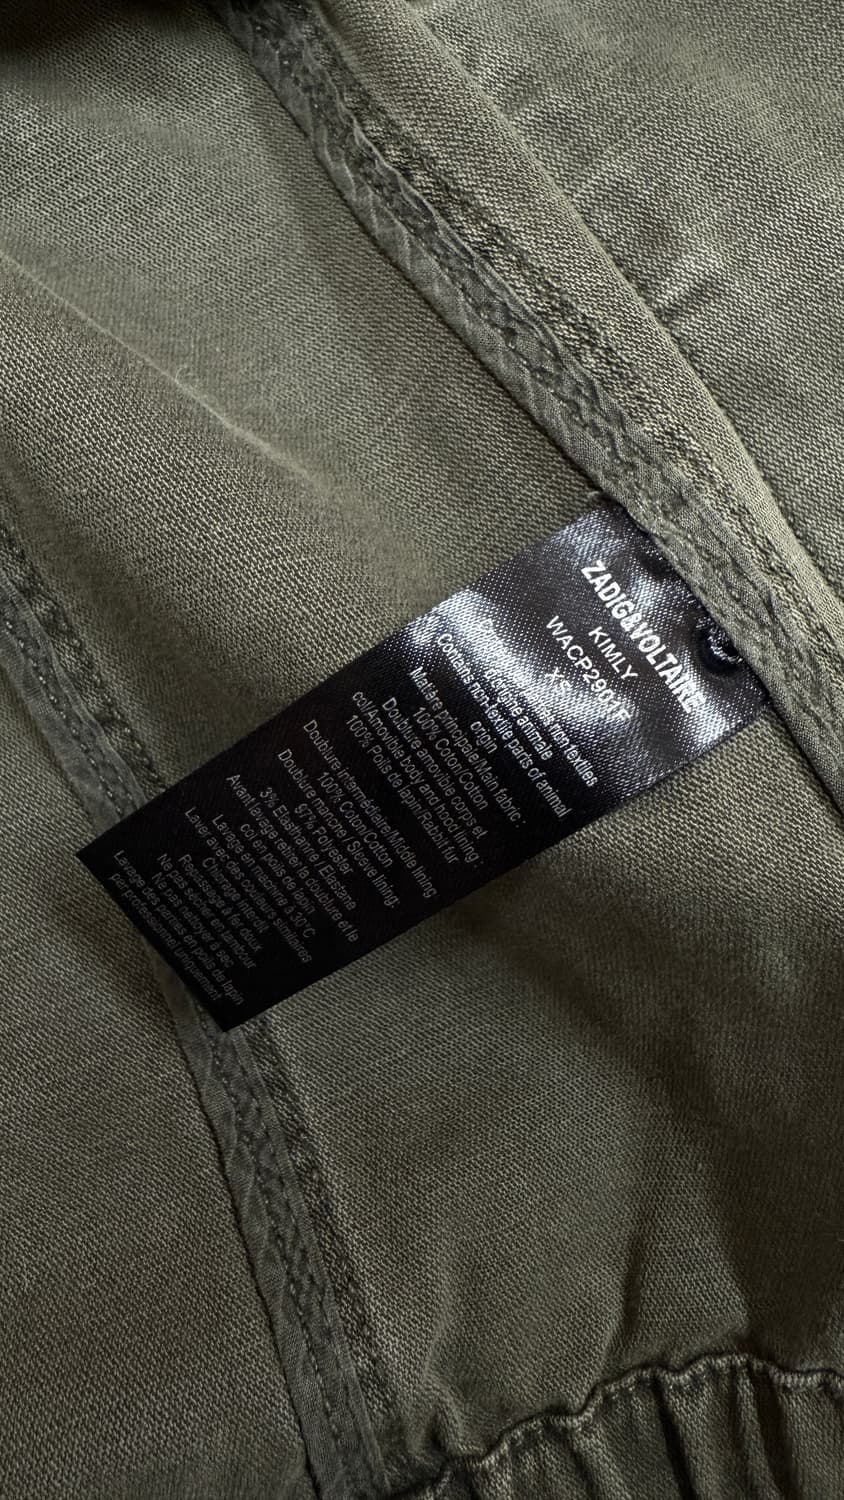 ZADIG&VOLTAIRE
KIMLY
WACP2901F
XS
non textiles
d'origine animale
Contains non-textile parts of animal
origin
Matière principale/Main fabric :
100% Coton/Cotton
Doublure amovible corps et
col/Amovible body and hood lining :
100% Poils de lapin/Rabbit fur
Doublure intermédiaire/Middle lining
100% Coton/Cotton
Doublure manche / Sleeve lining
97% Polyester
3% Elasthanne / Elastane
Avant lavage retirer la doublure et le
col en poils de lapin
Lavage en machine à 30°C
Laver avec des couleurs similaires
Chlorage interdit
Repassage à fer doux
Ne pas sécher en tambour
Ne pas nettoyer à sec
Lavage des parties en poils de lapin
par professionnel uniquement